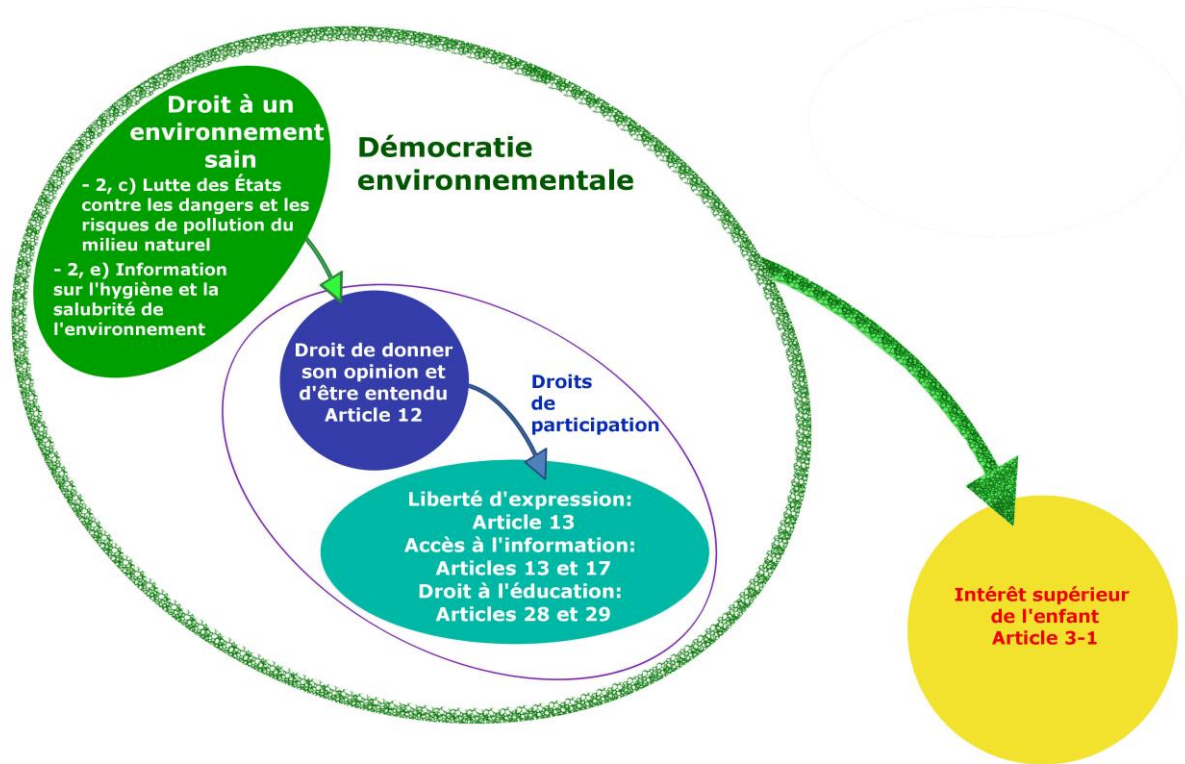 Droit à un
environnement
sain
- 2, c) Lutte des États
contre les dangers et les
risques de pollution du
milieu naturel
- 2, e) Information
sur l'hygiène et la
salubrité de
l'environnement
Démocratie
environnementale
Droit de donner
son opinion et
d'être entendu
Article 12
Droits
de
participation
Liberté d'expression:
Article 13
Accès à l'information:
Articles 13 et 17
Droit à l'éducation:
Articles 28 et 29
Intérêt supérieur
de l'enfant
Article 3-1